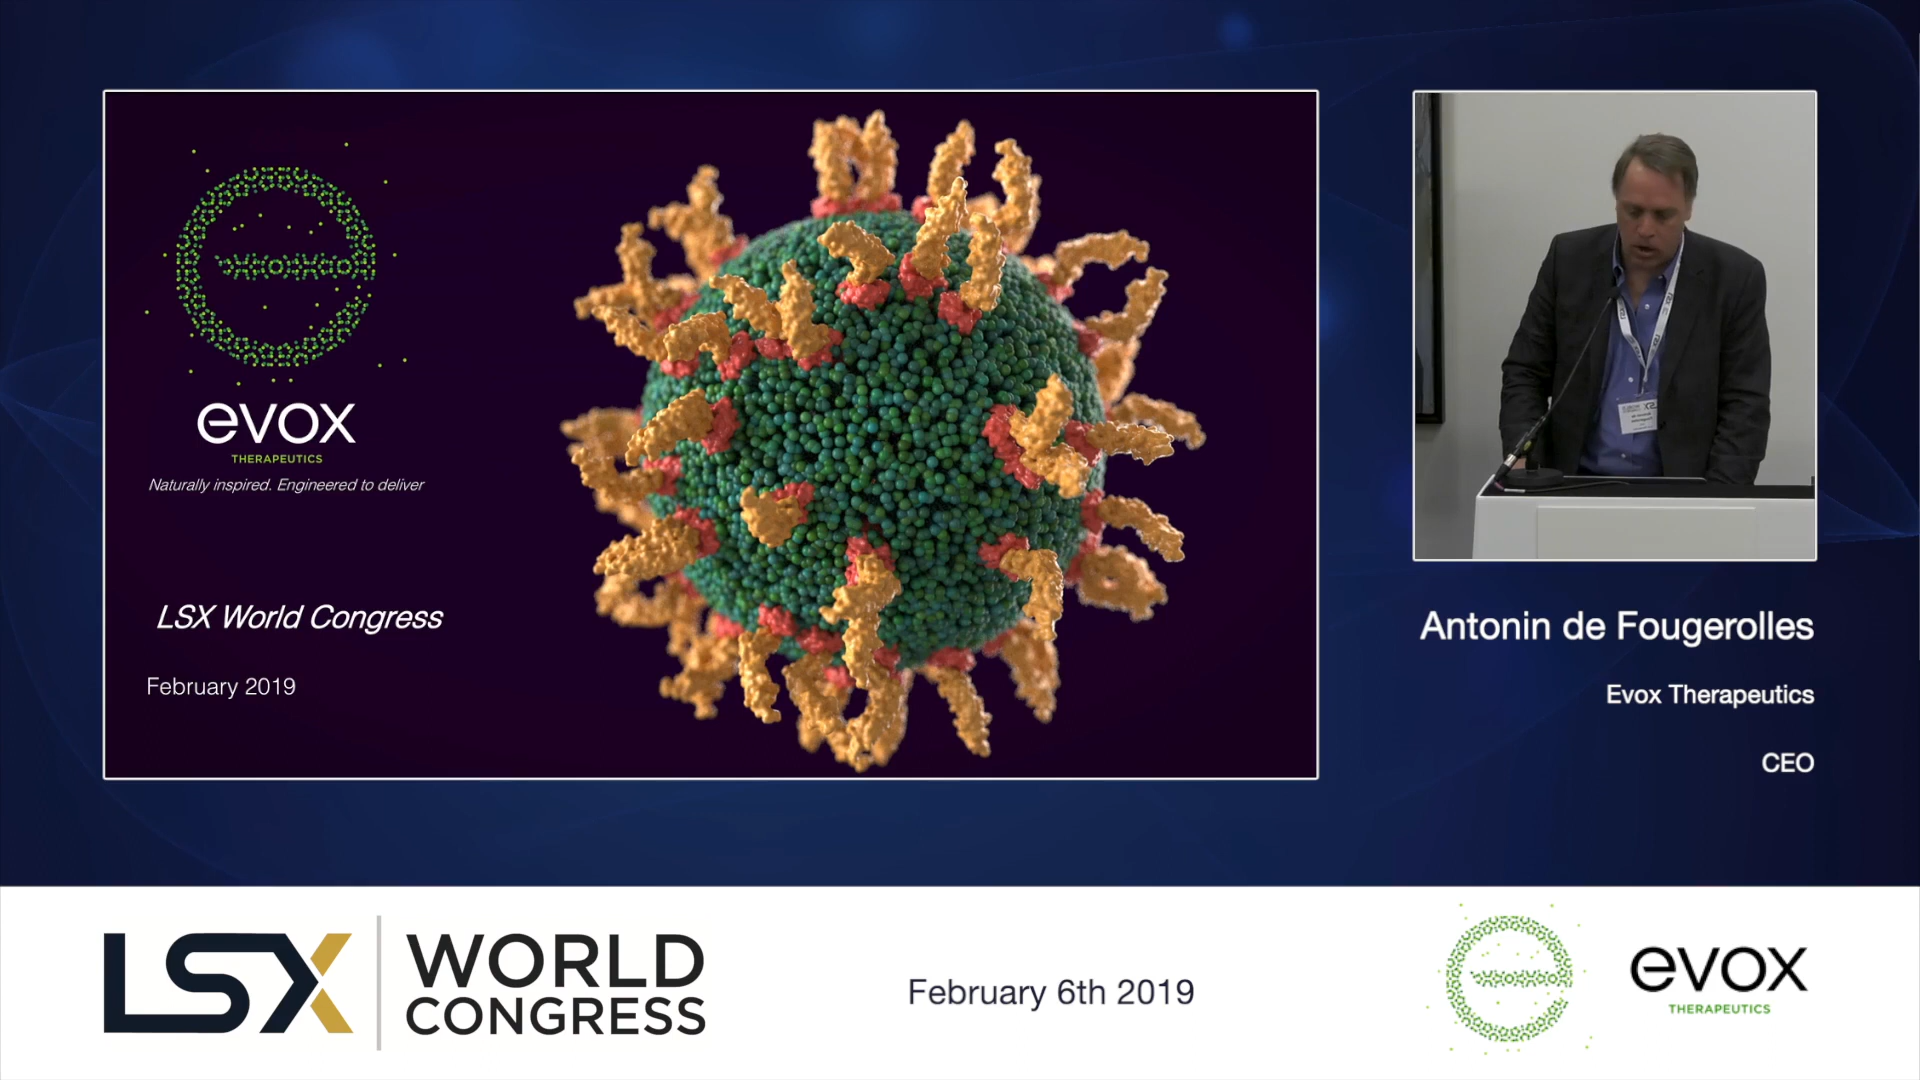 evox
THERAPEUTICS
Naturally inspired. Engineered to deliver
LSX World Congress
February 2019
Antonin de Fougerolles
Evox Therapeutics
CEO
LSX
WORLD
CONGRESS
February 6th 2019
evox
THERAPEUTICS